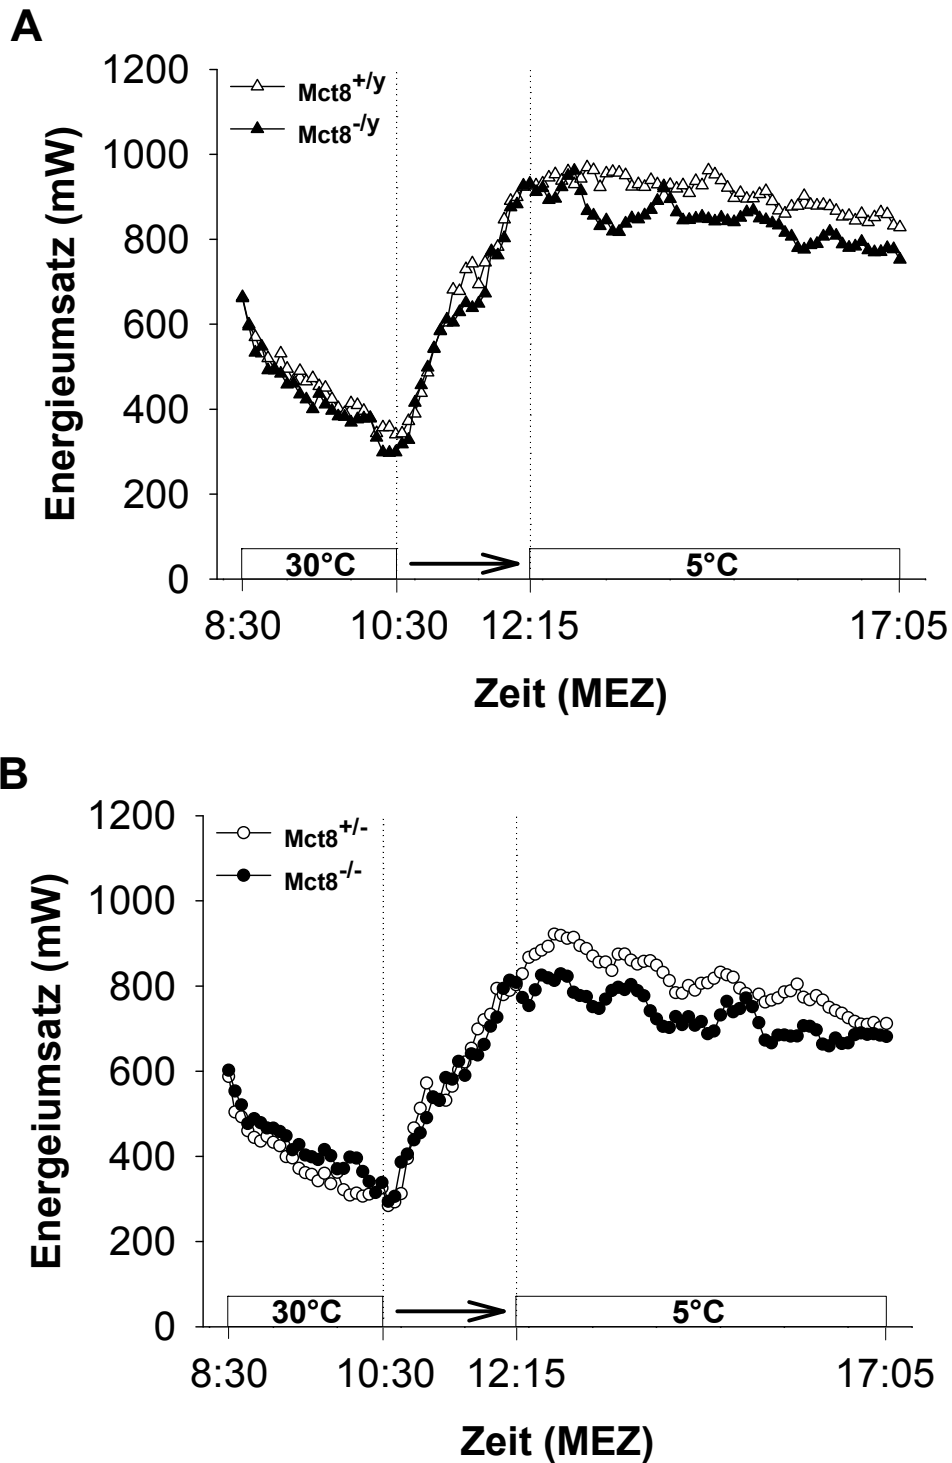 A
1200
1000
800
600
400
200
0
Energieumsatz (mW)
Mct8+/y
Mct8-/y
30°C
5°C
8:30 10:30 12:15 17:05
Zeit (MEZ)
B
1200
1000
800
600
400
200
0
Energeiumsatz (mW)
Mct8+/-
Mct8-/-
30°C
5°C
8:30 10:30 12:15 17:05
Zeit (MEZ)